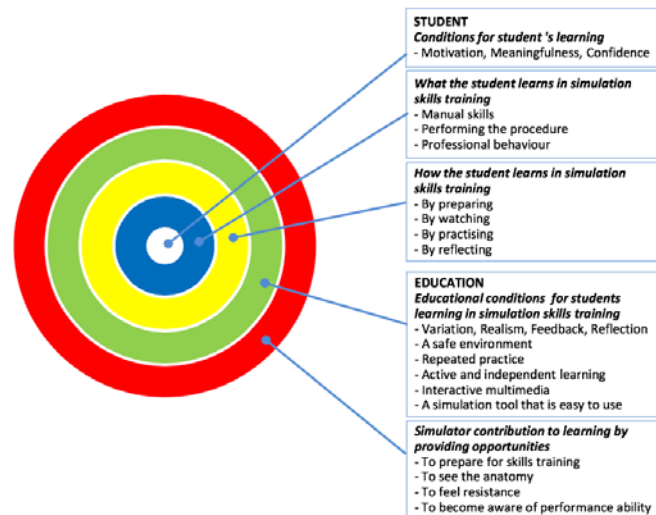 STUDENT
Conditions for student 's learning
- Motivation, Meaningfulness, Confidence
What the student learns in simulation
skills training
- Manual skills
- Performing the procedure
- Professional behaviour
How the student learns in simulation
skills training
- By preparing
- By watching
- By practising
- By reflecting
EDUCATION
Educational conditions for students
learning in simulation skills training
- Variation, Realism, Feedback, Reflection
- A safe environment
- Repeated practice
- Active and independent learning
- Interactive multimedia
- A simulation tool that is easy to use
Simulator contribution to learning by
providing opportunities
- To prepare for skills training
- To see the anatomy
- To feel resistance
- To become aware of performance ability